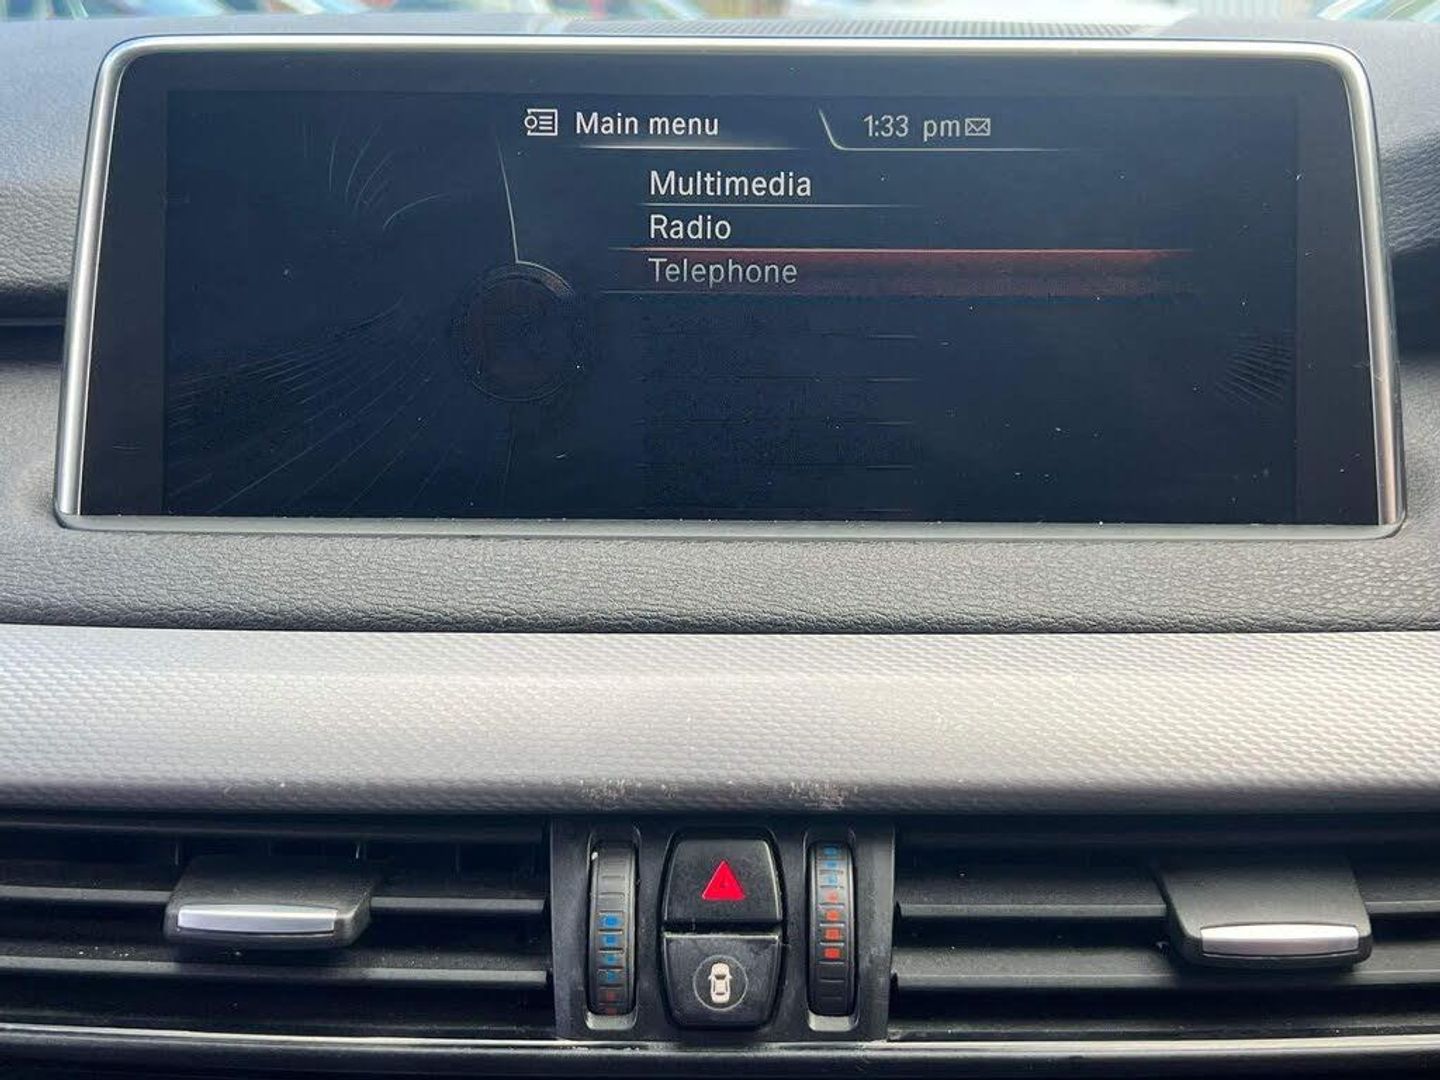 Main menu
1:33 pm
Multimedia
Radio
Telephone